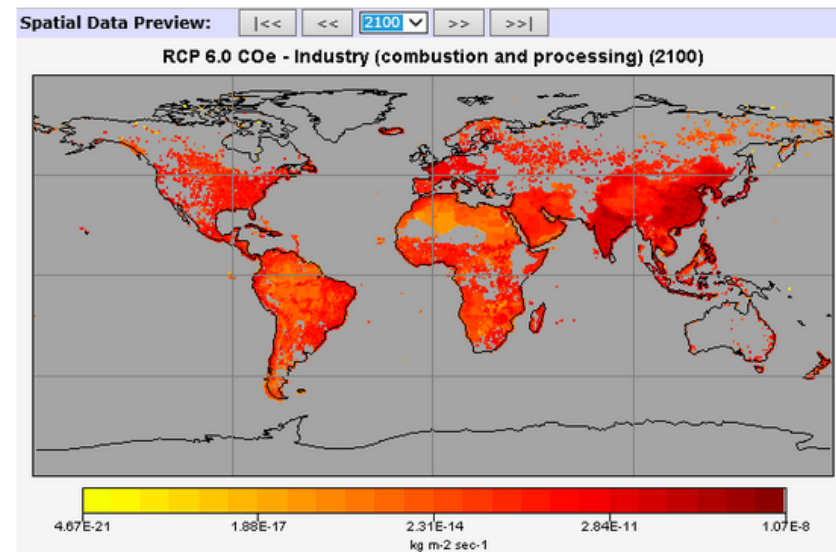 Spatial Data Preview: |<< << 2100 >> >>|
RCP 6.0 COe - Industry (combustion and processing) (2100)
4.67E-21 1.88E-17 2.31E-14 2.84E-11 1.07E-8
kg m-2 sec-1